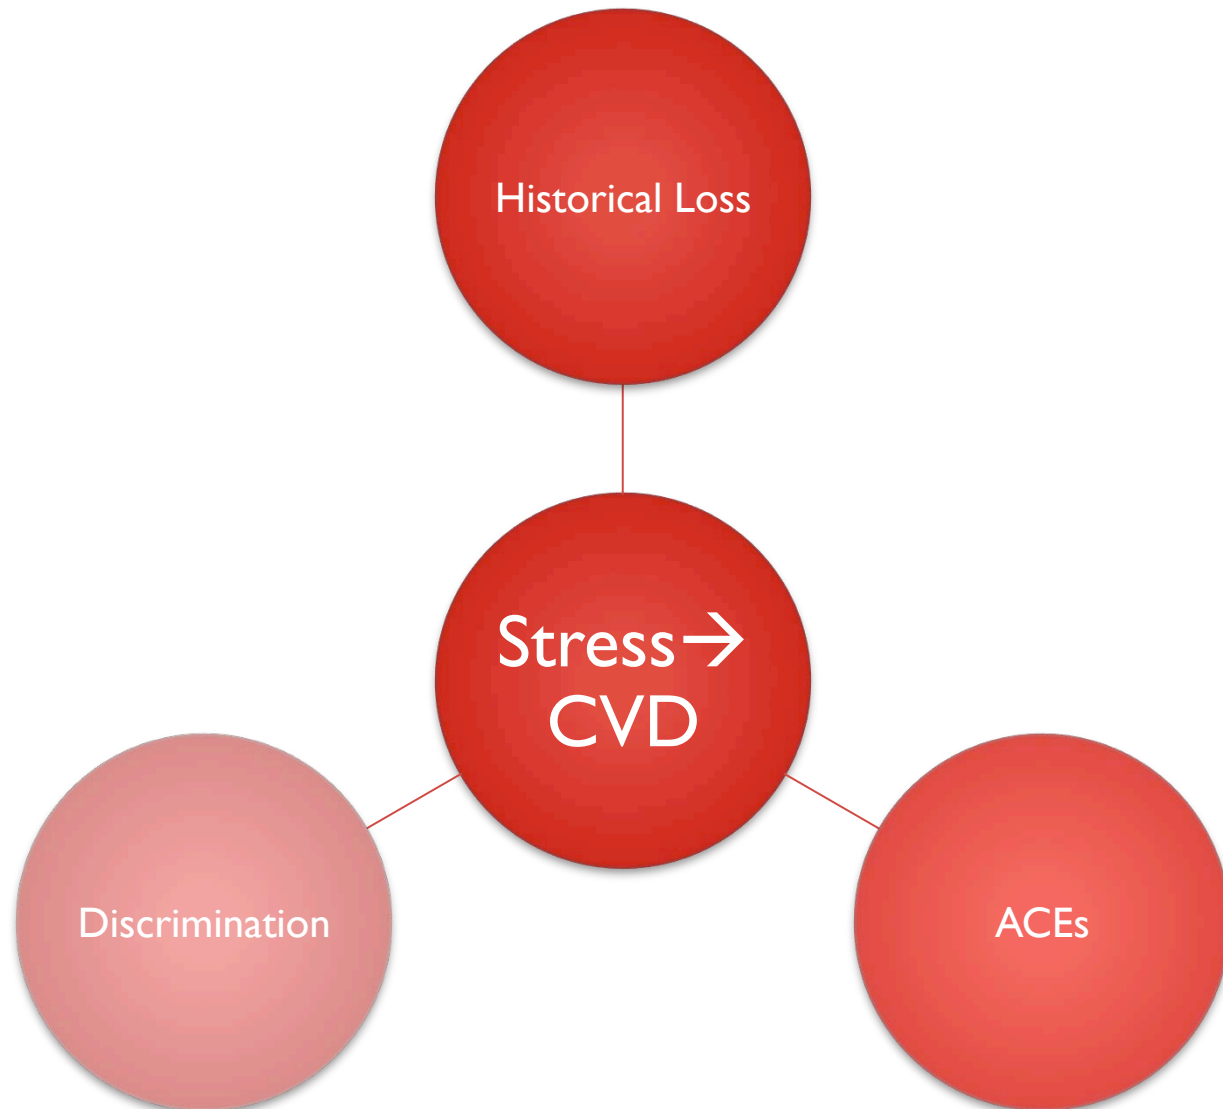 Historical Loss
Stress→
CVD
Discrimination
ACEs